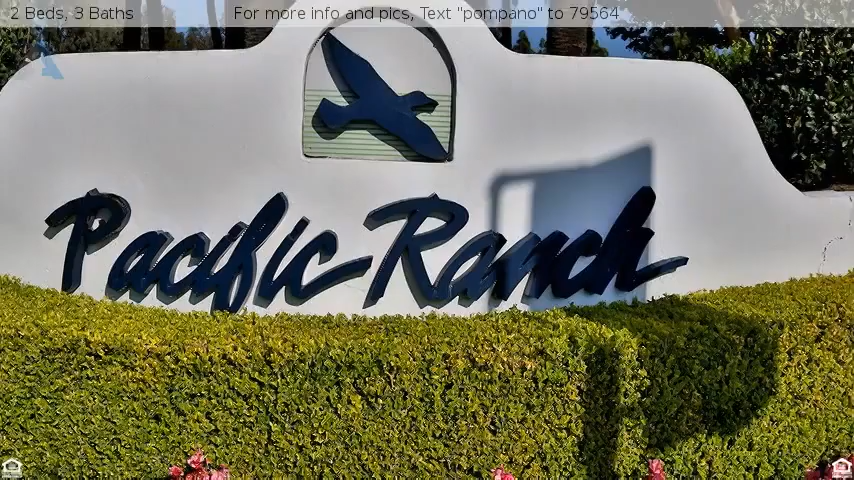 2 Beds, 3 Baths
For more info and pics, Text "pompano" to 79564
Pacific Ranch